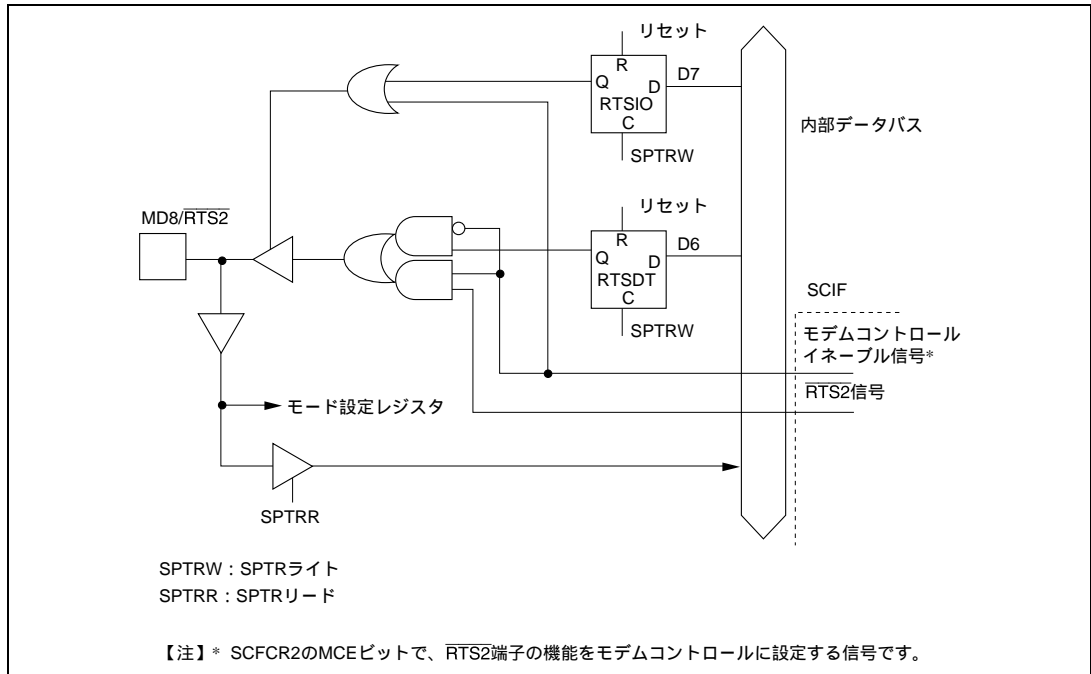 リセット
R
Q
D
D7
RTSIO
C
SPTRW
内部データバス
リセット
MD8/RTS2
R
Q
D
D6
RTSDT
C
SPTRW
SCIF
モデムコントロール
イネーブル信号*
RTS2信号
モード設定レジスタ
SPTRR
SPTRW:SPTRライト
SPTRR:SPTRリード
【注】* SCFCR2のMCEビットで、RTS2端子の機能をモデムコントロールに設定する信号です。